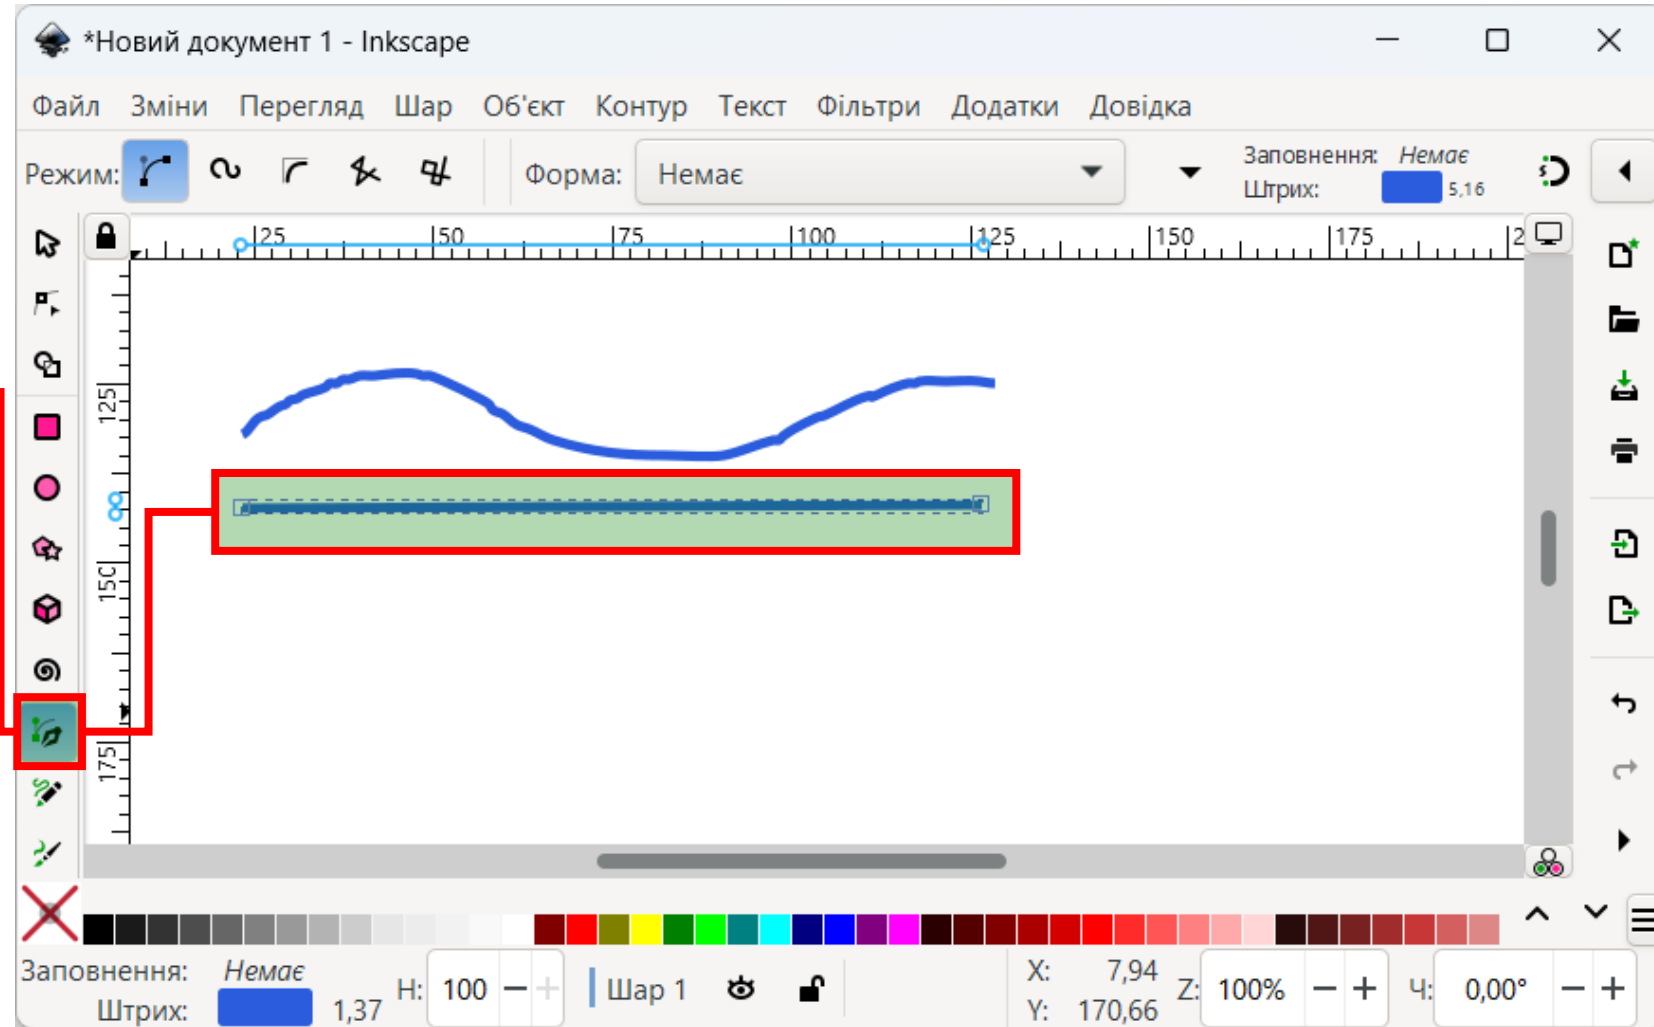 *Новий документ 1 - Inkscape
Файл Зміни Перегляд Шар Об'єкт Контур Текст Фільтри Додатки Довідка
Режим: Форма: Немає Заповнення: Немає
Штрих: 5,16
25 50 75 100 125 150 175 2
125
150
175
Заповнення: Немає
Штрих: 1,37
Н: 100 Шар 1
X: 7,94
Y: 170,66
Z: 100% Ч: 0,00°